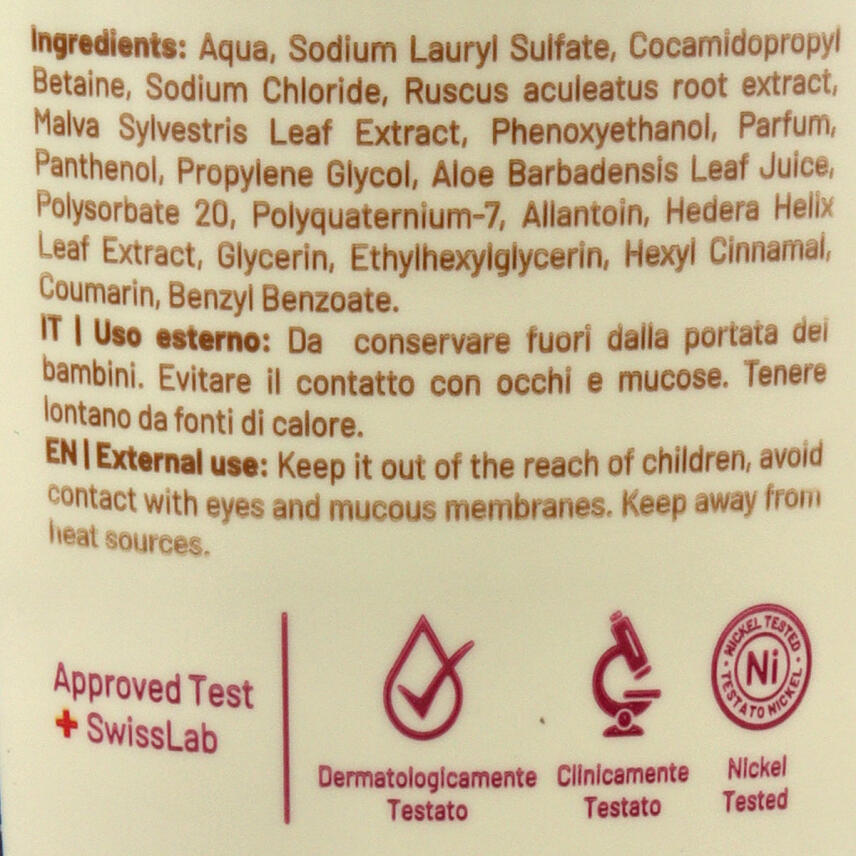 Ingredients: Aqua, Sodium Lauryl Sulfate, Cocamidopropyl
Betaine, Sodium Chloride, Ruscus aculeatus root extract,
Malva Sylvestris Leaf Extract, Phenoxyethanol, Parfum,
Panthenol, Propylene Glycol, Aloe Barbadensis Leaf Juice,
Polysorbate 20, Polyquaternium-7, Allantoin, Hedera Helix
Leaf Extract, Glycerin, Ethylhexylglycerin, Hexyl Cinnamal,
Coumarin, Benzyl Benzoate.
IT | Uso esterno: Da conservare fuori dalla portata dei
bambini. Evitare il contatto con occhi e mucose. Tenere
lontano da fonti di calore.
EN | External use: Keep it out of the reach of children, avoid
contact with eyes and mucous membranes. Keep away from
heat sources.
Approved Test
+ SwissLab
Dermatologicamente
Testato
Clinicamente
Testato
NICKEL TESTED
Ni
TESTATO NICKEL
Nickel
Tested